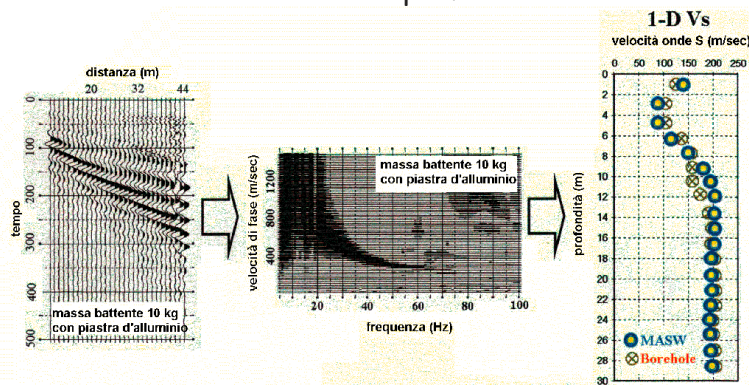 distanza (m)
20 32 44
tempo
0
100
200
300
400
500
massa battente 10 kg
con piastra d'alluminio
velocità di fase (m/sec)
1200
800
400
massa battente 10 kg
con piastra d'alluminio
20 40 60 80 100
frequenza (Hz)
1-D Vs
velocità onde S (m/sec)
0 50 100 150 200 250
profondità (m)
0
2
4
6
8
10
12
14
16
18
20
22
24
26
28
30
MASW
Borehole